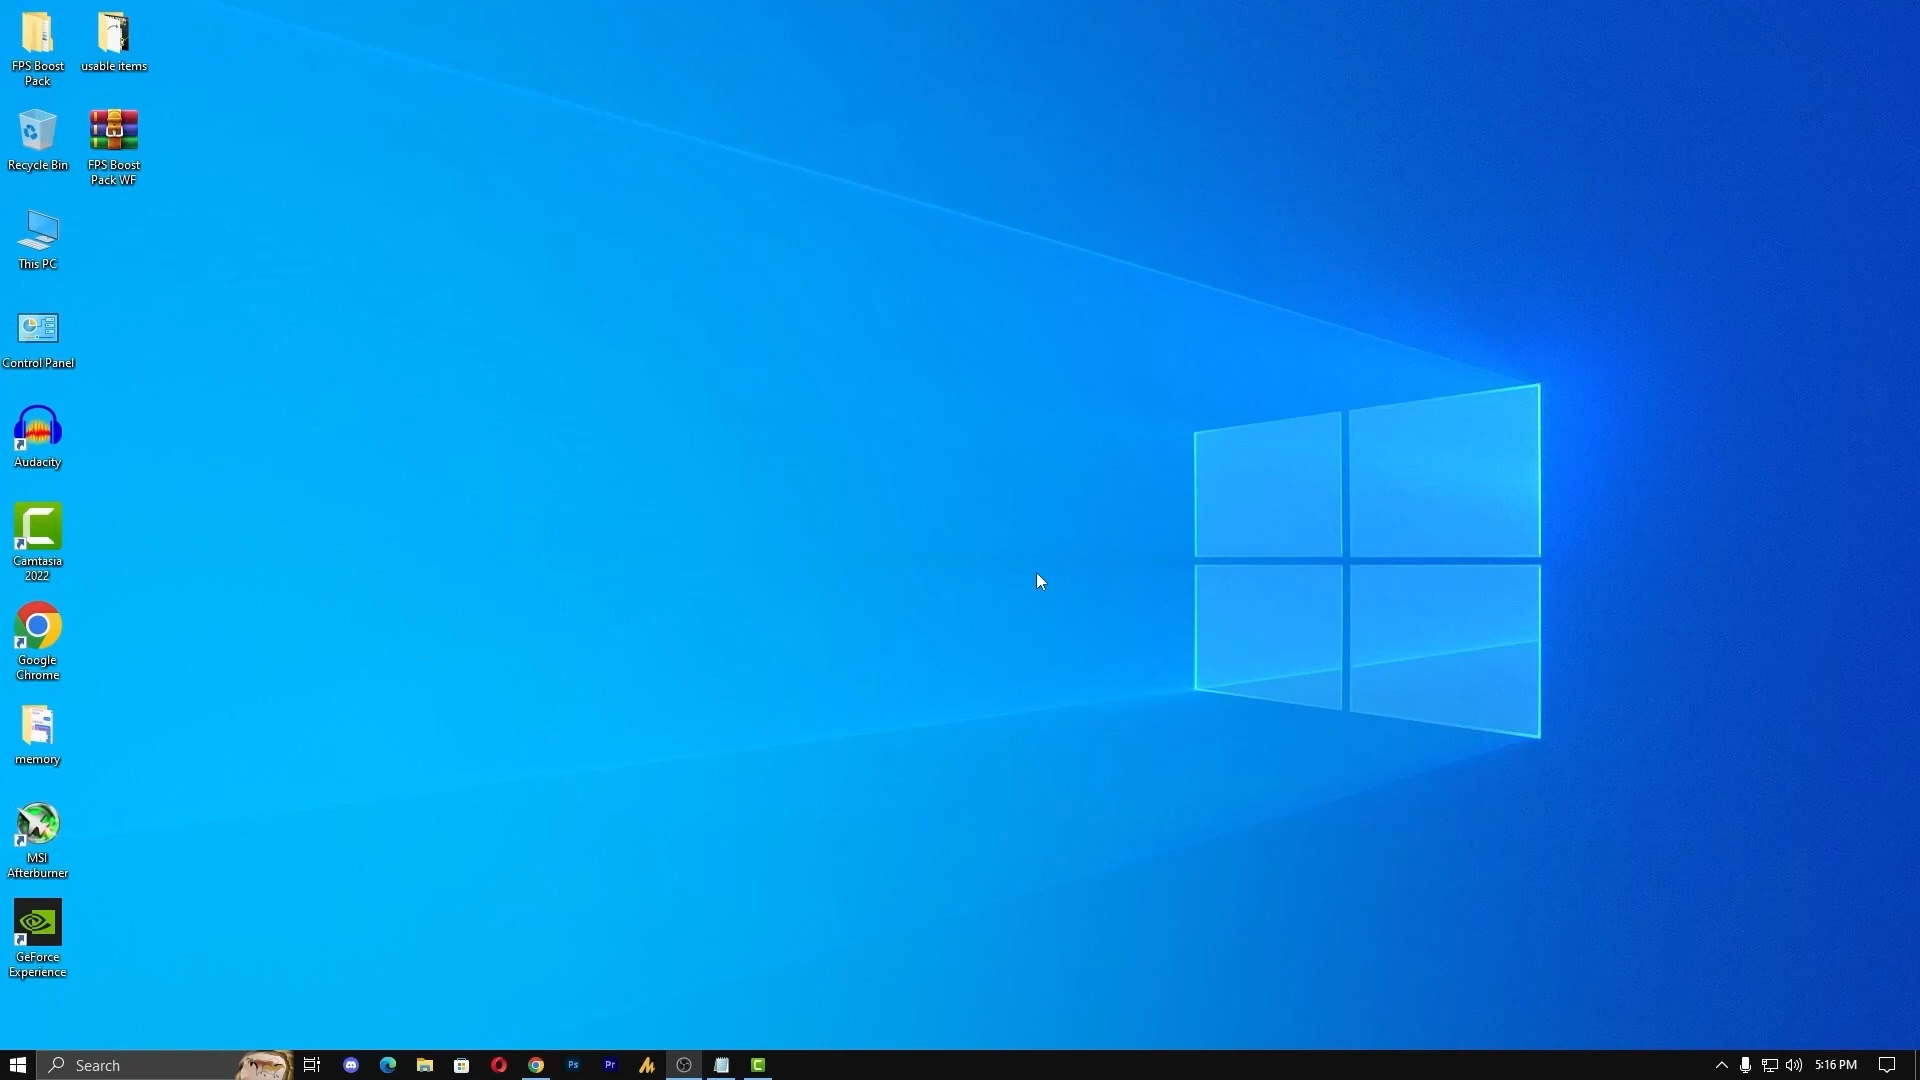 FPS Boost
Pack
usable items
Recycle Bin
FPS Boost
Pack WF
This PC
Control Panel
Audacity
Camtasia
2022
Google
Chrome
memory
MSI
Afterburner
GeForce
Experience
Search
Ps
Pr
5:16 PM